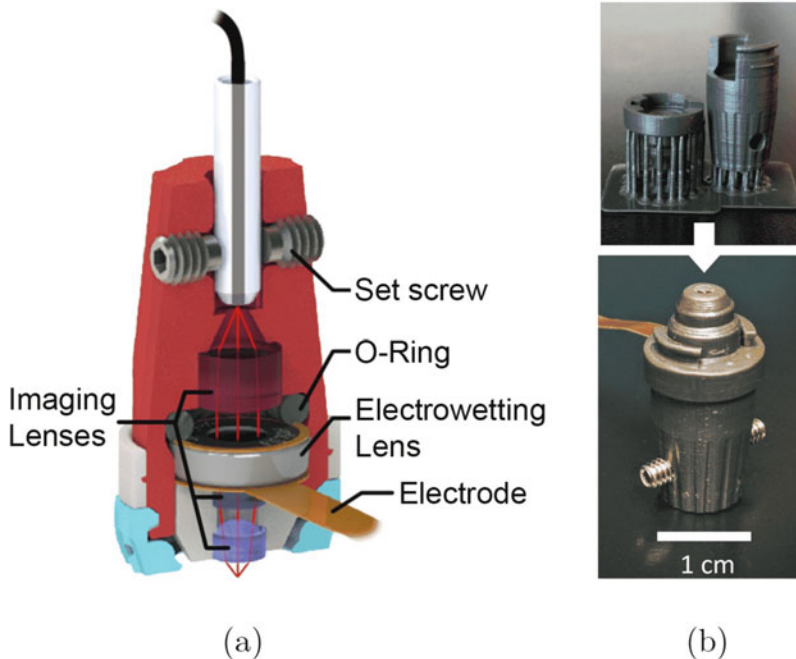 Set screw
O-Ring
Imaging
Lenses
Electrowetting
Lens
Electrode
1 cm
(a)
(b)